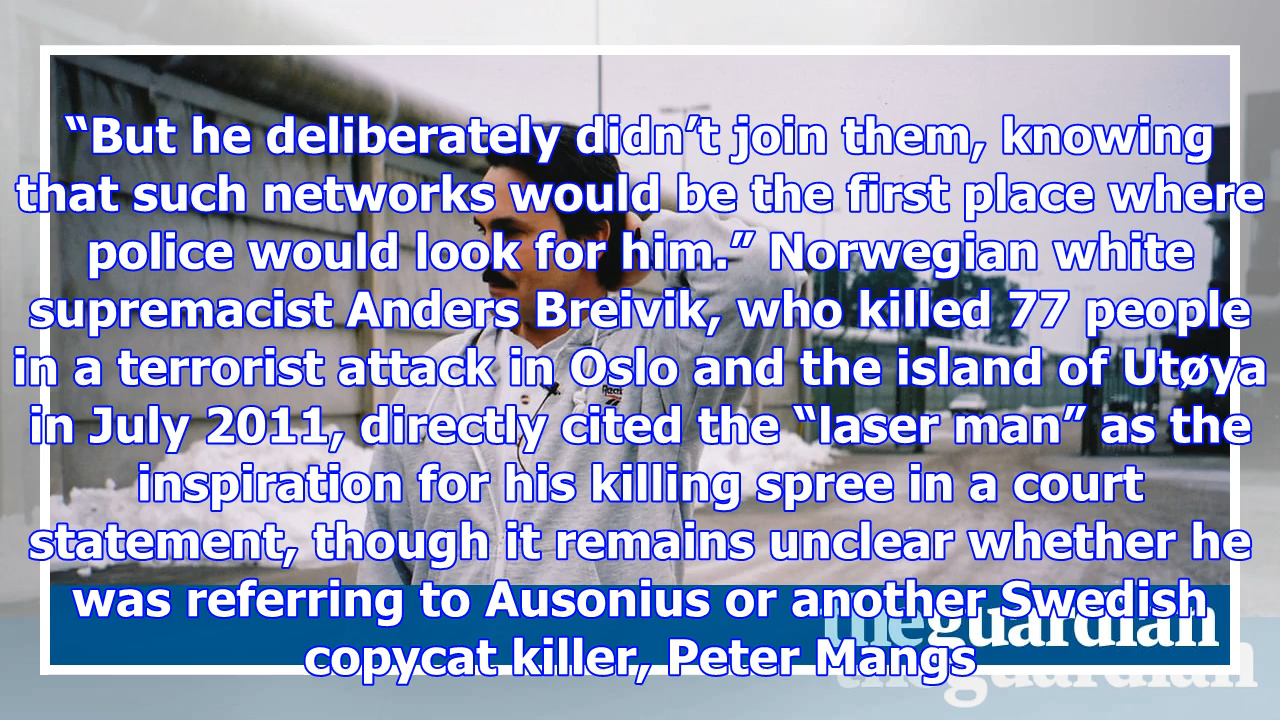 “But he deliberately didn’t join them, knowing
that such networks would be the first place where
police would look for him.” Norwegian white
supremacist Anders Breivik, who killed 77 people
in a terrorist attack in Oslo and the island of Utøya
in July 2011, directly cited the “laser man” as the
inspiration for his killing spree in a court
statement, though it remains unclear whether he
was referring to Ausonius or another Swedish
copycat killer, Peter Mangs
theguardian
theguardian
Reebok